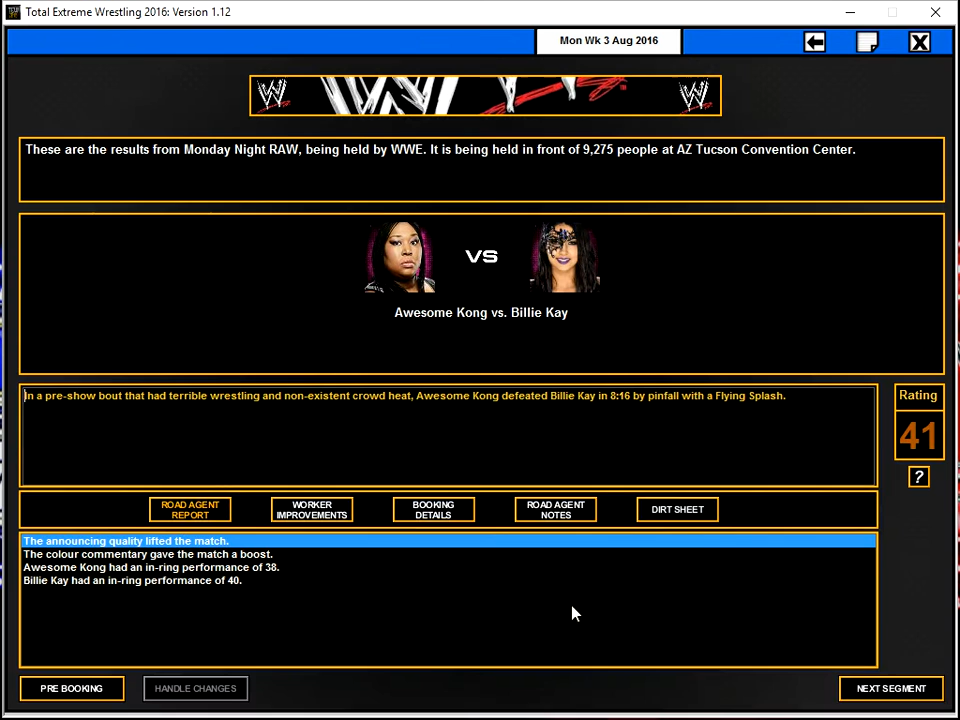 Total Extreme Wrestling 2016: Version 1.12
Mon Wk 3 Aug 2016
These are the results from Monday Night RAW, being held by WWE. It is being held in front of 9,275 people at AZ Tucson Convention Center.
VS
Awesome Kong vs. Billie Kay
In a pre-show bout that had terrible wrestling and non-existent crowd heat, Awesome Kong defeated Billie Kay in 8:16 by pinfall with a Flying Splash.
Rating
41
?
ROAD AGENT REPORT
WORKER IMPROVEMENTS
BOOKING DETAILS
ROAD AGENT NOTES
DIRT SHEET
The announcing quality lifted the match.
The colour commentary gave the match a boost.
Awesome Kong had an in-ring performance of 38.
Billie Kay had an in-ring performance of 40.
PRE BOOKING
HANDLE CHANGES
NEXT SEGMENT